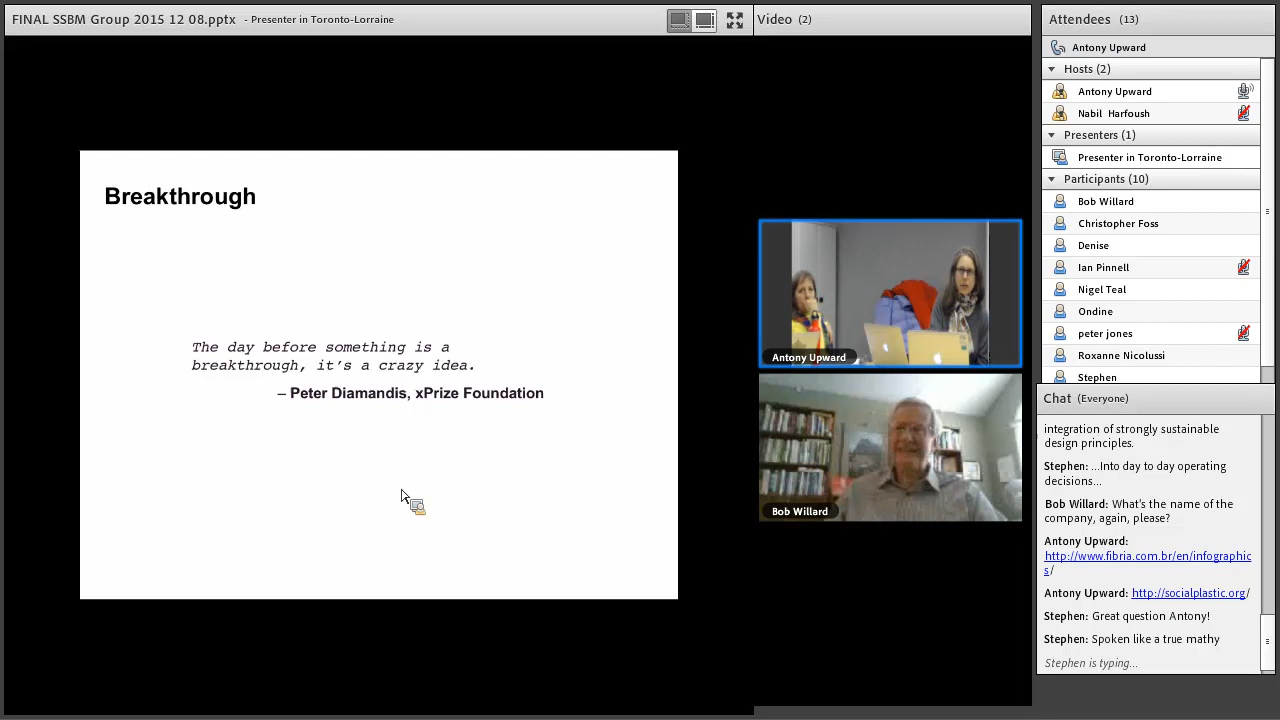 FINAL SSBM Group 2015 12 08.pptx - Presenter in Toronto-Lorraine
Breakthrough
The day before something is a
breakthrough, it's a crazy idea.
– Peter Diamandis, xPrize Foundation
Video (2)
Antony Upward
Bob Willard
Attendees (13)
Antony Upward
Hosts (2)
Antony Upward
Nabil Harfoush
Presenters (1)
Presenter in Toronto-Lorraine
Participants (10)
Bob Willard
Christopher Foss
Denise
Ian Pinnell
Nigel Teal
Ondine
peter jones
Roxanne Nicolussi
Stephen
Chat (Everyone)
integration of strongly sustainable
design principles.
Stephen: ...Into day to day operating
decisions...
Bob Willard: What's the name of the
company, again, please?
Antony Upward:
http://www.fibria.com.br/en/infographic
s/
Antony Upward: http://socialplastic.org/
Stephen: Great question Antony!
Stephen: Spoken like a true mathy
Stephen is typing...